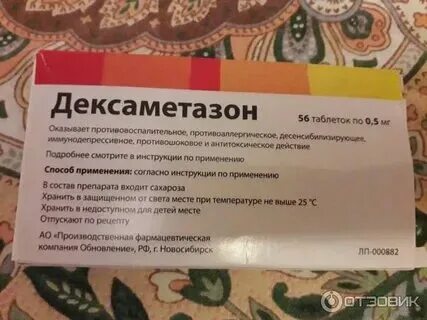 Дексаметазон
56 таблеток по 0,5 мг
Оказывает противовоспалительное, противоаллергическое, десенсибилизирующее,
иммунодепрессивное, противошоковое и антитоксическое действие
Подробнее смотрите в инструкции по применению
Способ применения: согласно инструкции по применению
В состав препарата входит сахароза
Хранить в защищенном от света месте при температуре не выше 25 °C
Хранить в недоступном для детей месте
Отпускают по рецепту
АО «Производственная фармацевтическая
компания Обновление», РФ, г. Новосибирск
ЛП-000882
ОТЗОВИК